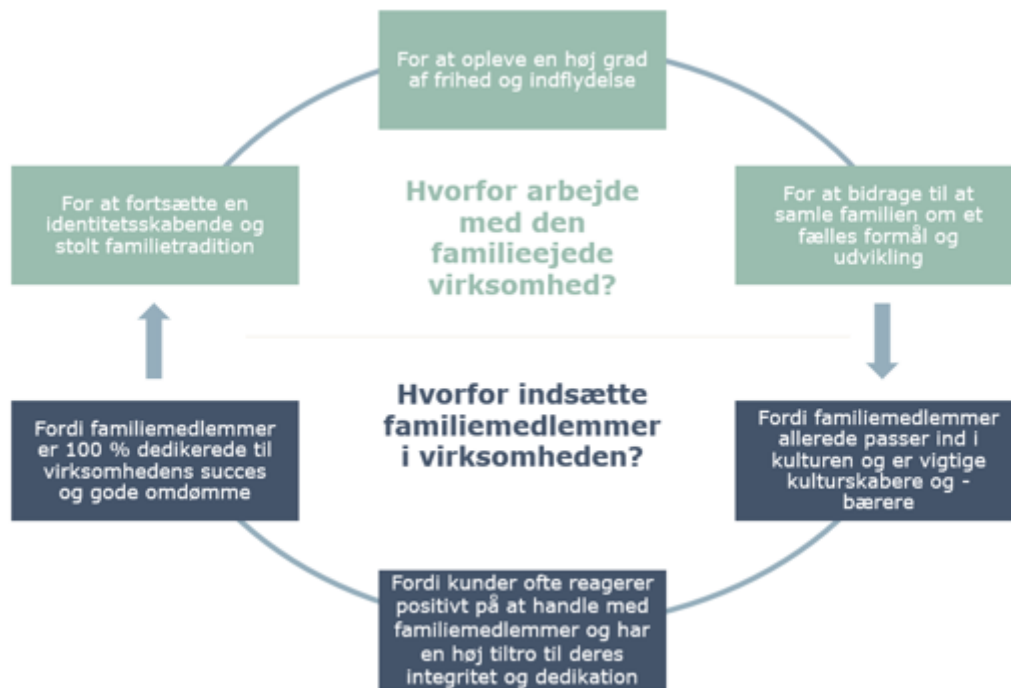 For at opleve en høj grad
af frihed og indflydelse
For at fortsætte en
identitetsskabende og
stolt familietradition
Hvorfor arbejde
med den
familieejede
virksomhed?
For at bidrage til at
samle familien om et
fælles formål og
udvikling
Fordi familiemedlemmer
er 100 % dedikerede til
virksomhedens succes
og gode omdømme
Hvorfor indsætte
familiemedlemmer
i virksomheden?
Fordi familiemedlemmer
allerede passer ind i
kulturen og er vigtige
kulturskabere og -
bærere
Fordi kunder ofte reagerer
positivt på at handle med
familiemedlemmer og har
en høj tiltro til deres
integritet og dedikation